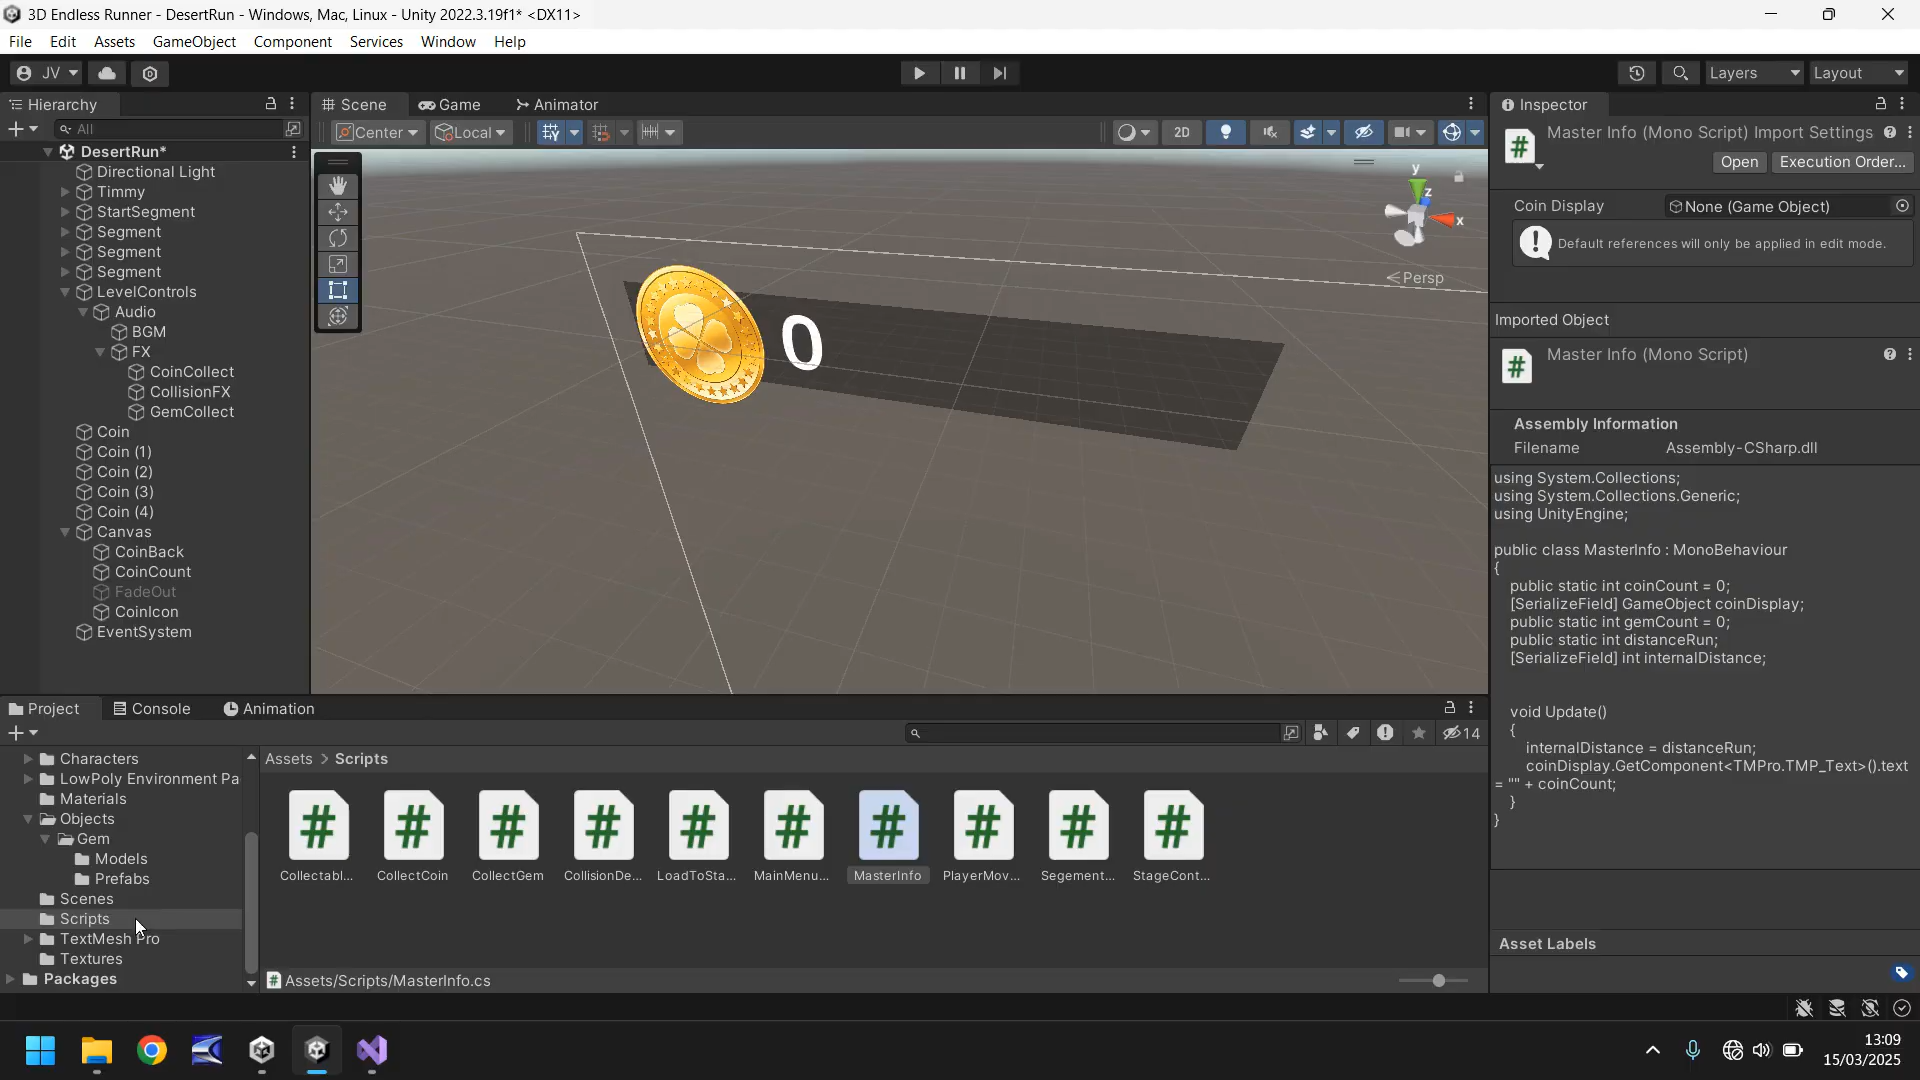 3D Endless Runner - DesertRun - Windows, Mac, Linux - Unity 2022.3.19f1* <DX11>
File Edit Assets GameObject Component Services Window Help
JV Layers Layout
Hierarchy
All
DesertRun*
Directional Light
Timmy
StartSegment
Segment
Segment
Segment
LevelControls
Audio
BGM
FX
CoinCollect
CollisionFX
GemCollect
Coin
Coin (1)
Coin (2)
Coin (3)
Coin (4)
Canvas
CoinBack
CoinCount
FadeOut
CoinIcon
EventSystem
Scene Game Animator
Center Local 2D
y
z
x
Persp
0
Inspector
Master Info (Mono Script) Import Settings
Open Execution Order...
Coin Display None (Game Object)
Default references will only be applied in edit mode.
Imported Object
Master Info (Mono Script)
Assembly Information
Filename Assembly-CSharp.dll
using System.Collections;
using System.Collections.Generic;
using UnityEngine;
public class MasterInfo : MonoBehaviour
{
public static int coinCount = 0;
[SerializeField] GameObject coinDisplay;
public static int gemCount = 0;
public static int distanceRun;
[SerializeField] int internalDistance;
void Update()
{
internalDistance = distanceRun;
coinDisplay.GetComponent<TMPro.TMP_Text>().text
= "" + coinCount;
}
}
Asset Labels
Project Console Animation
14
Characters
LowPoly Environment Pa
Materials
Objects
Gem
Models
Prefabs
Scenes
Scripts
TextMesh Pro
Textures
Packages
Assets > Scripts
# # # # # # # # # #
Collectabl... CollectCoin CollectGem CollisionDe... LoadToSta... MainMenu... MasterInfo PlayerMov... Segement... StageCont...
Assets/Scripts/MasterInfo.cs
13:09
15/03/2025